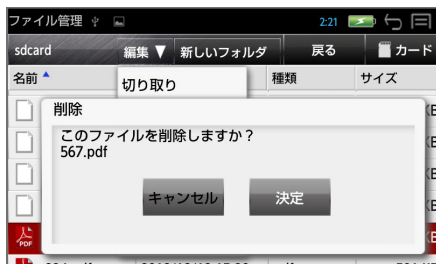 ファイル管理 2:21
sdcard 編集▼ 新しいフォルダ 戻る カード
名前 種類 サイズ
切り取り
削除
このファイルを削除しますか？
567.pdf
キャンセル 決定
PDF